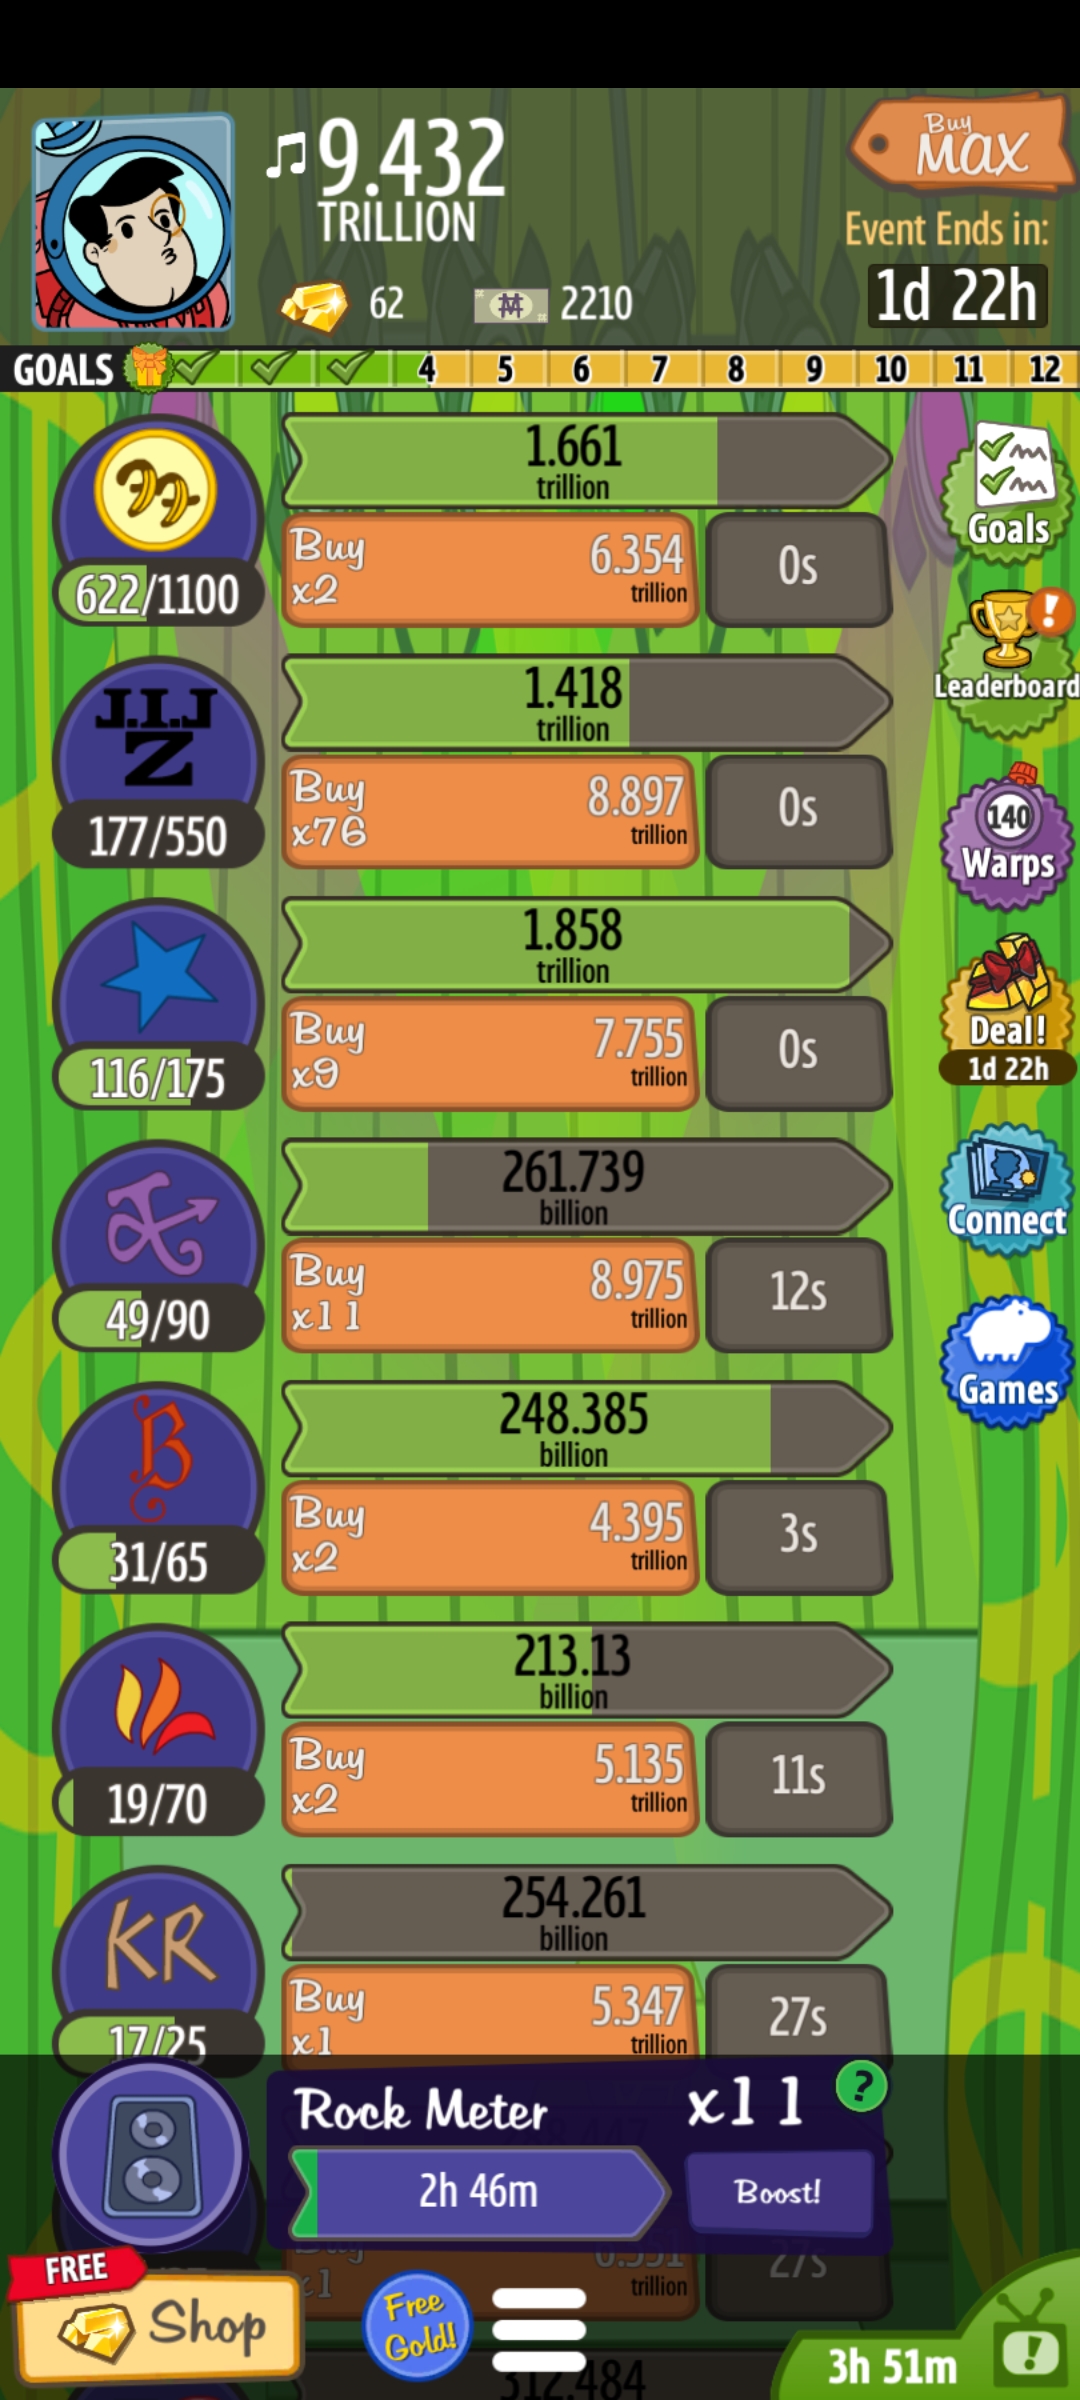 9.432
TRILLION
Buy
MAX
Event Ends in:
1d 22h
62
2210
GOALS
4 5 6 7 8 9 10 11 12
1.661
trillion
Buy
x2
6.354
trillion
0s
622/1100
Goals
J.I.J
Z
1.418
trillion
Buy
x76
8.897
trillion
0s
177/550
!
Leaderboard
140
Warps
1.858
trillion
Buy
x9
7.755
trillion
0s
116/175
Deal!
1d 22h
261.739
billion
Buy
x11
8.975
trillion
12s
49/90
Connect
B
248.385
billion
Buy
x2
4.395
trillion
3s
31/65
Games
213.13
billion
Buy
x2
5.135
trillion
11s
19/70
KR
254.261
billion
Buy
x1
5.347
trillion
27s
17/25
Rock Meter
x11
?
2h 46m
Boost!
Buy
x1
trillion
27s
FREE
Shop
Free
Gold!
312.484
3h 51m
!